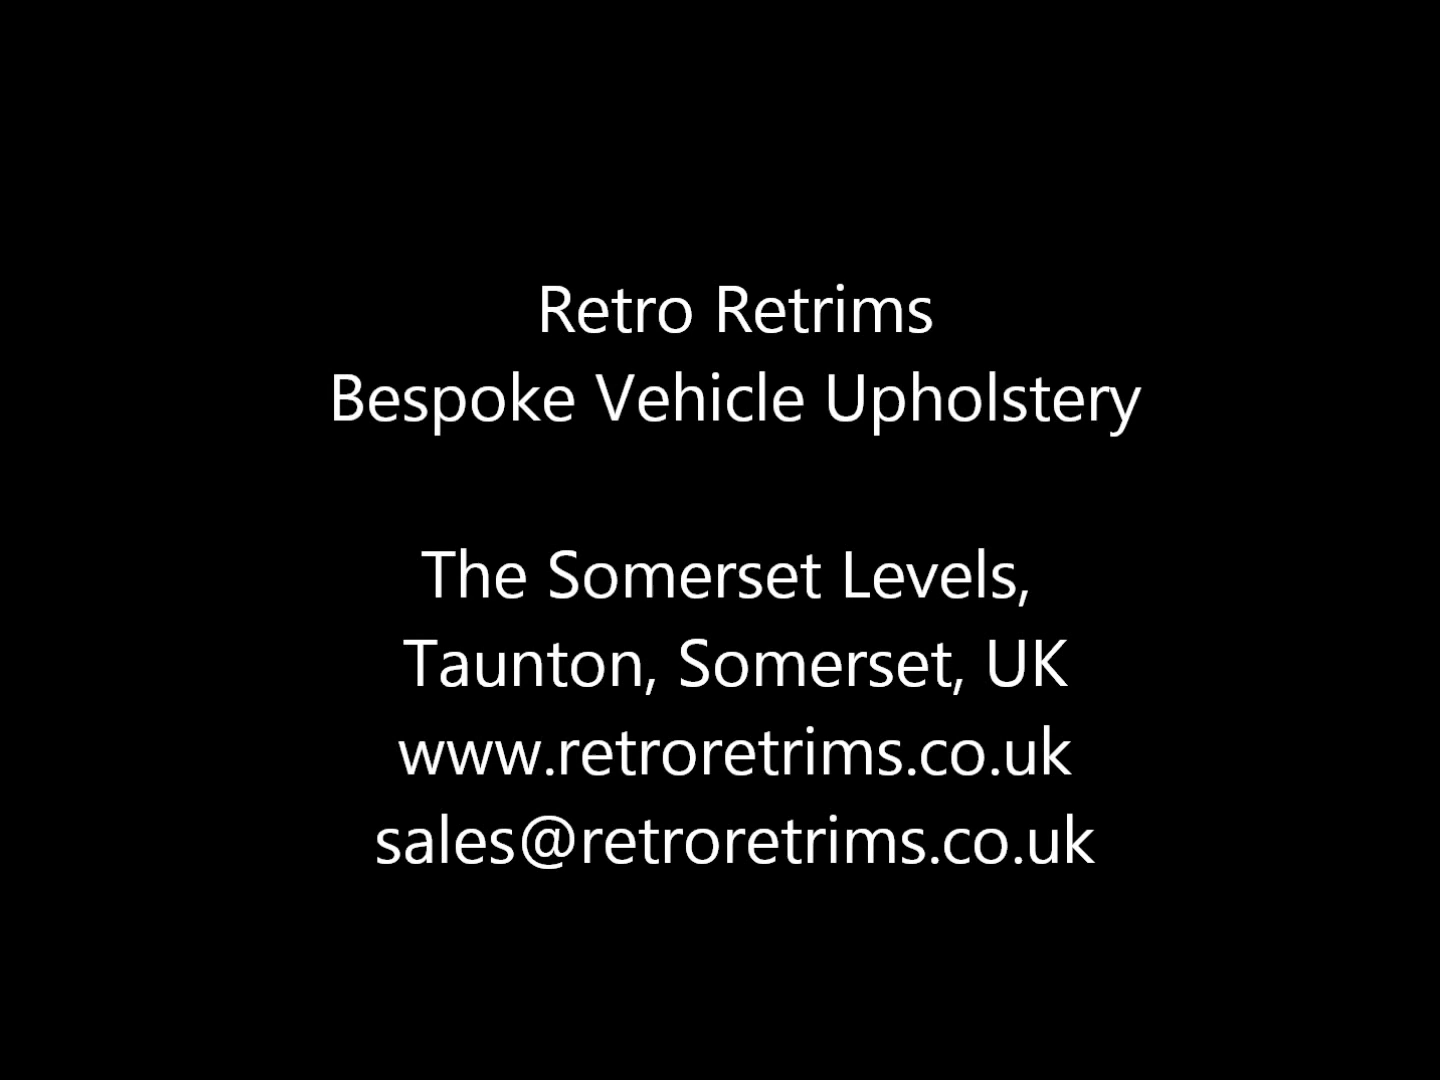 Retro Retrims
Bespoke Vehicle Upholstery
The Somerset Levels,
Taunton, Somerset, UK
www.retroretrims.co.uk
sales@retroretrims.co.uk